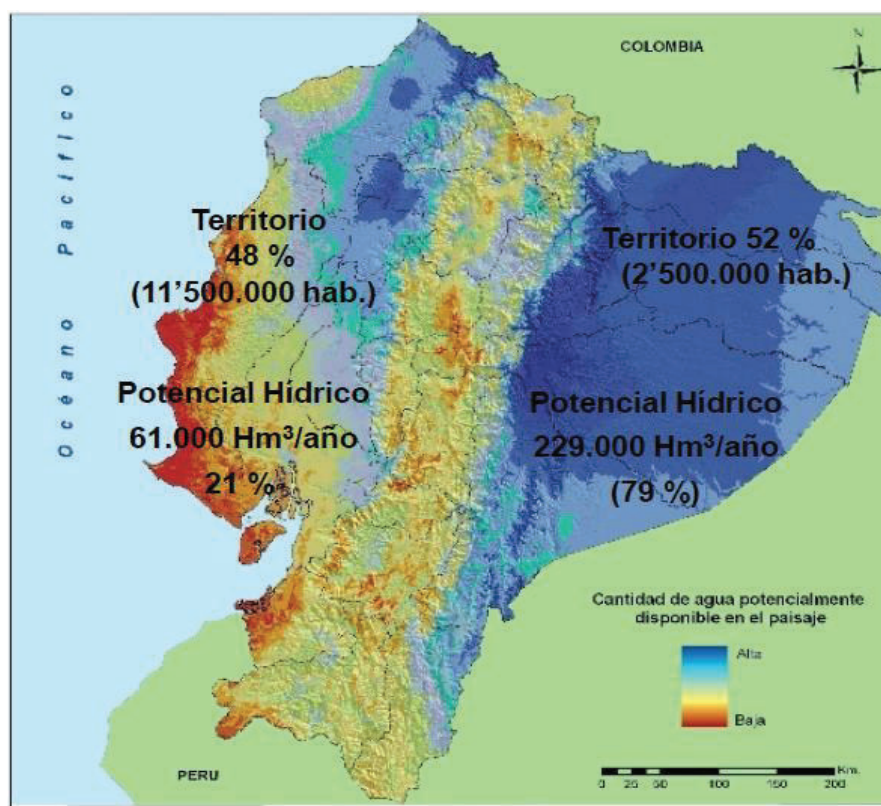 COLOMBIA
N
Océano Pacífico
Territorio
48 %
(11’500.000 hab.)
Territorio 52 %
(2’500.000 hab.)
Potencial Hídrico
61.000 Hm³/año
21 %
Potencial Hídrico
229.000 Hm³/año
(79 %)
Cantidad de agua potencialmente
disponible en el paisaje
Alta
Baja
PERU
Km.
0 25 50 100 150 200